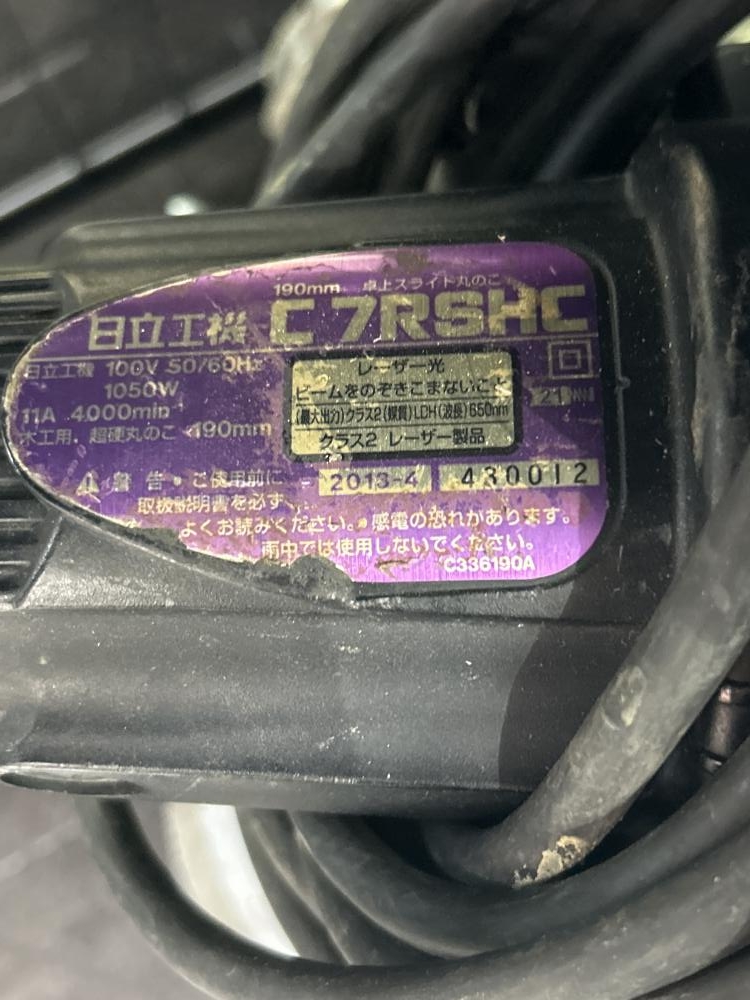 190mm 卓上スライド丸のこ
日立工機 C 7RSHC
日立工機 100V 50/60Hz
1050W
11A 4000min
木工用、超硬丸のこ 190mm
レーザー光
ビームをのぞきこまないこと
(最大出力)クラス2(媒質)LDH(波長)650nm
クラス2 レーザー製品
警告・ご使用前に
取扱説明書を必ず
よくお読みください。・感電の恐れがあります。
雨中では使用しないでください。
2013-4 430012
C336190A